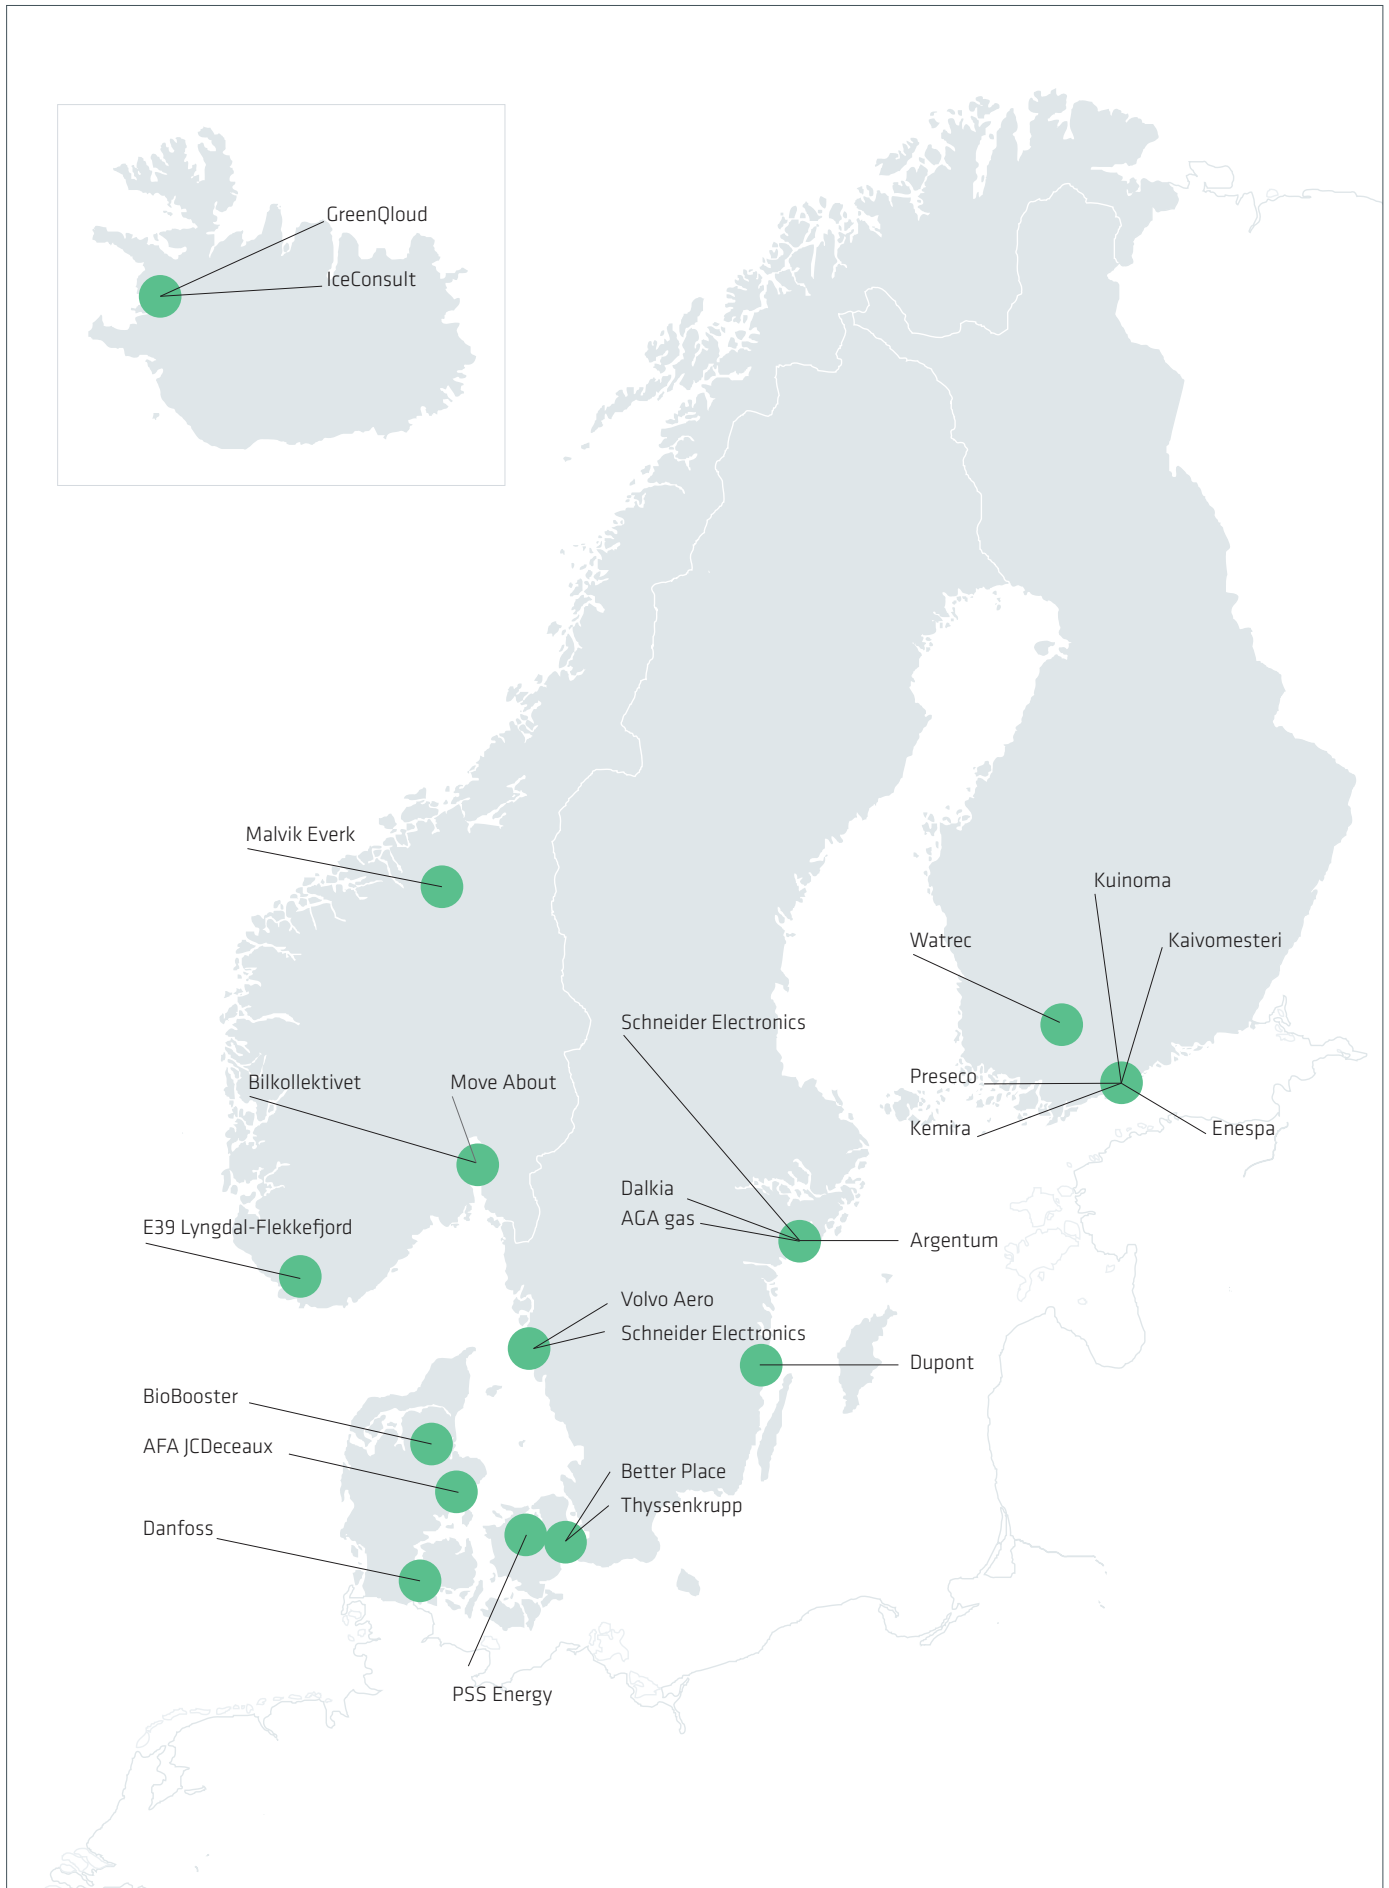 GreenQloud
IceConsult
Malvik Everk
Kuinoma
Watrec
Kaivomesteri
Schneider Electronics
Preseco
Bilkollektivet
Move About
Kemira
Enespa
Dalkia
AGA gas
E39 Lyngdal-Flekkefjord
Argentum
Volvo Aero
Schneider Electronics
Dupont
BioBooster
AFA JCDeceaux
Better Place
Thyssenkrupp
Danfoss
PSS Energy